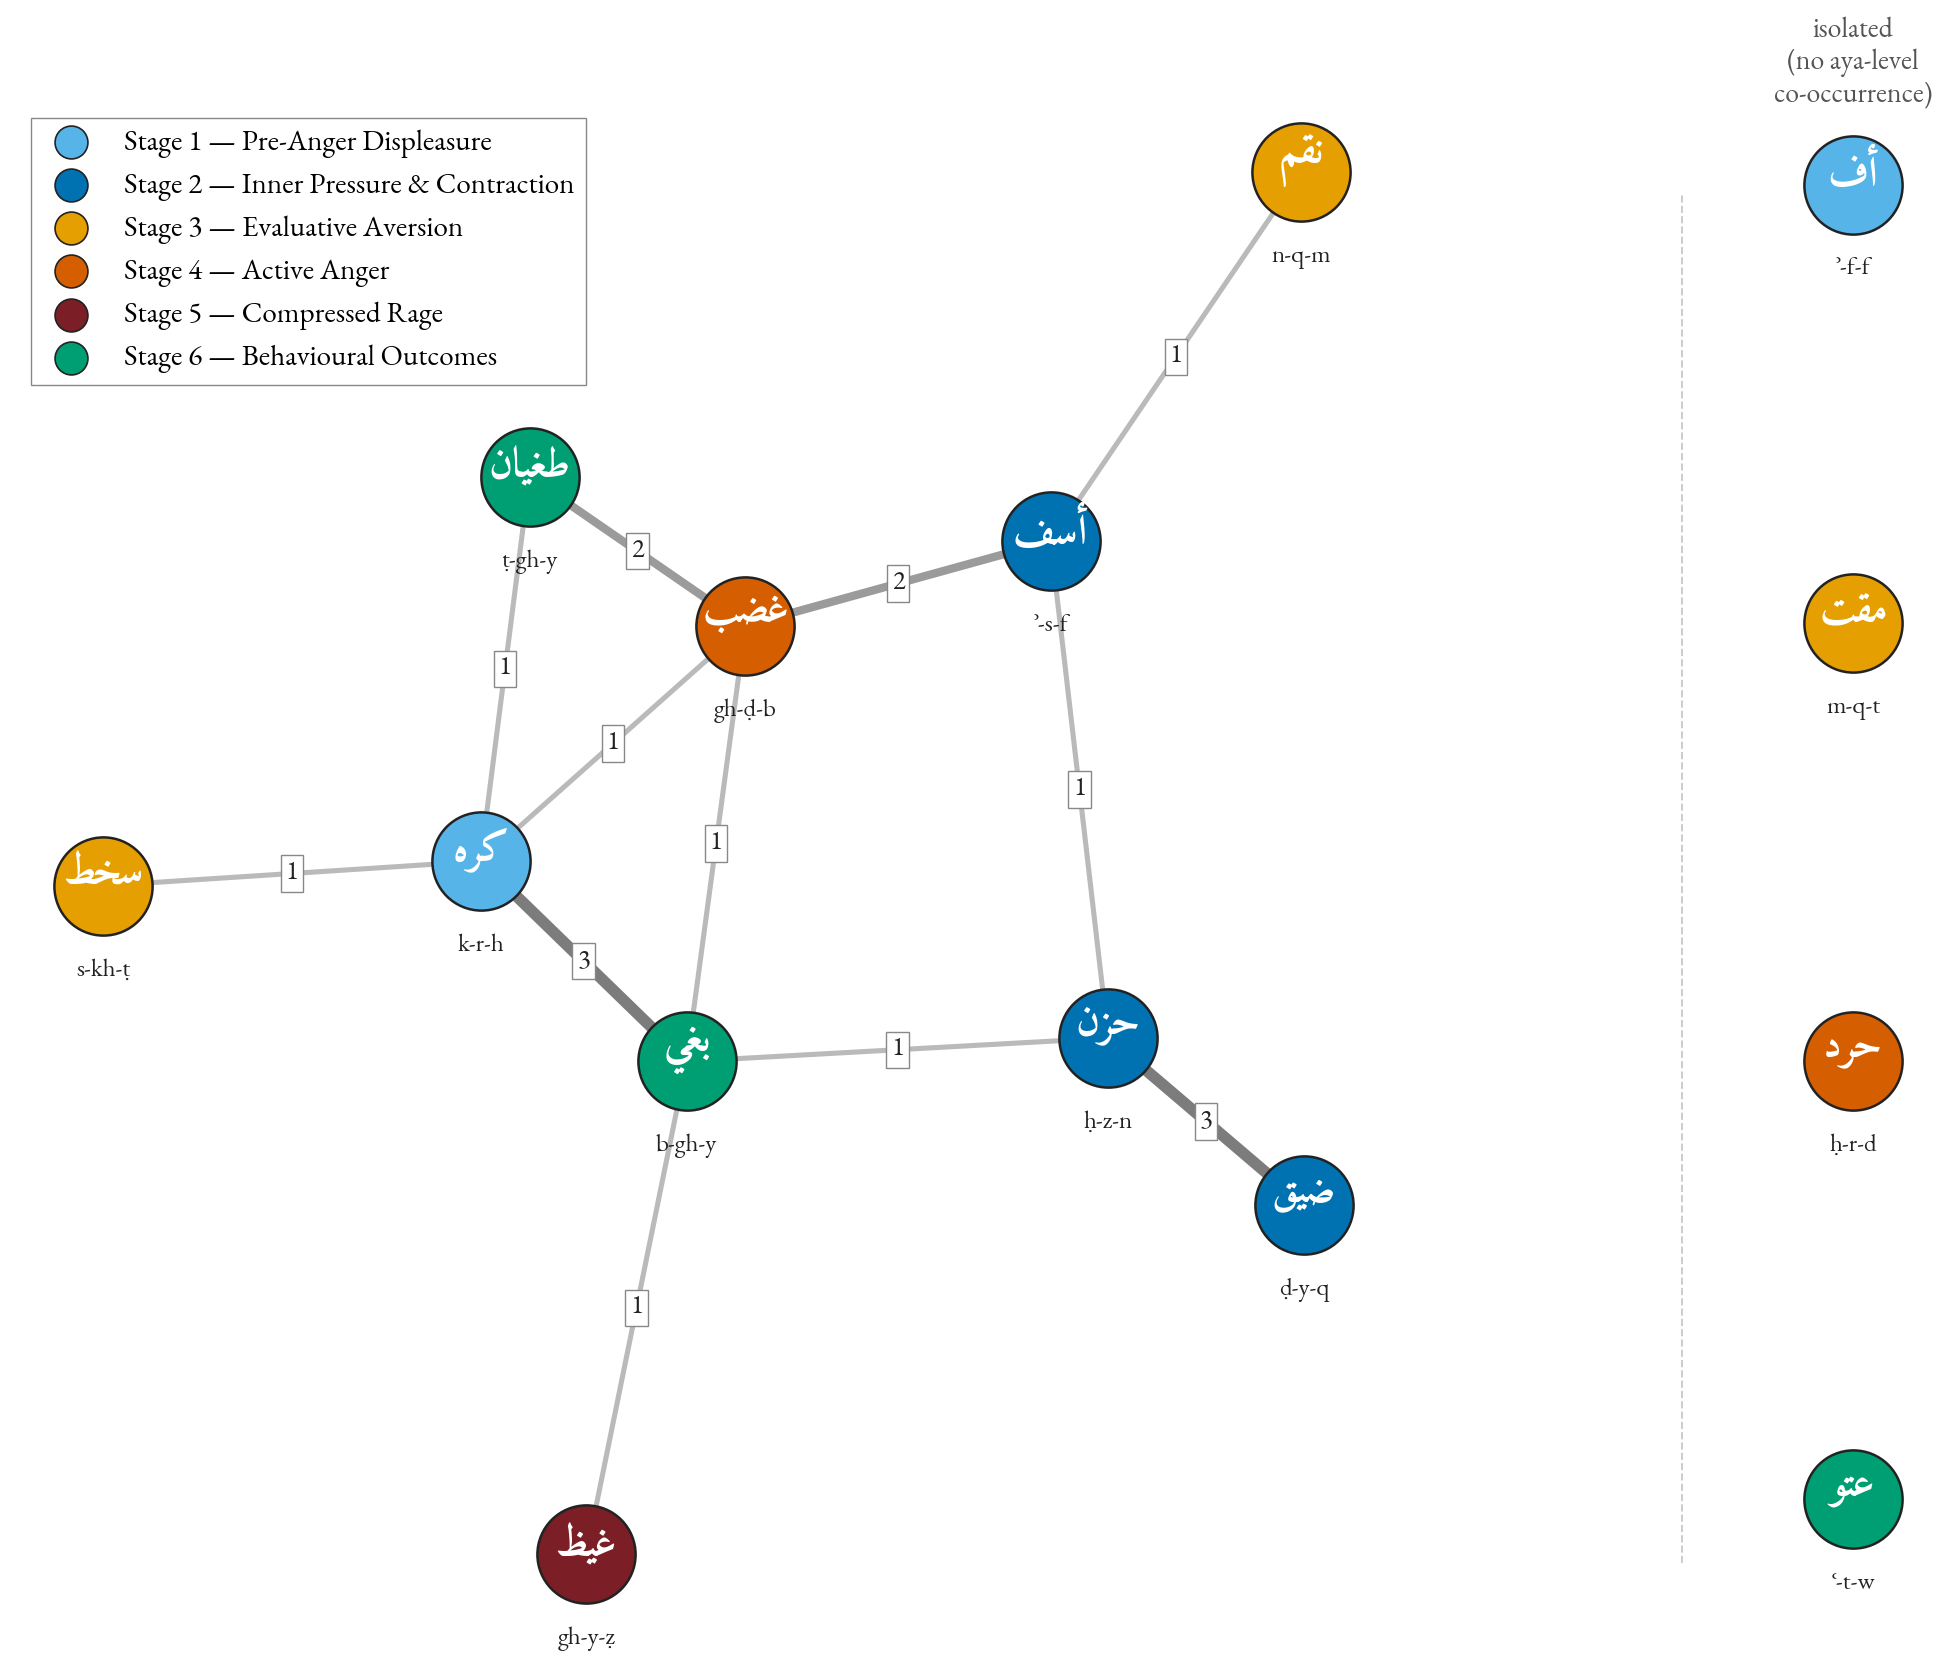 isolated
(no aya-level
co-occurrence)
Stage 1 — Pre-Anger Displeasure
Stage 2 — Inner Pressure & Contraction
Stage 3 — Evaluative Aversion
Stage 4 — Active Anger
Stage 5 — Compressed Rage
Stage 6 — Behavioural Outcomes
نقم
n-q-m
أف
ʾ-f-f
1
طغيان
ṭ-gh-y
2
أسف
ʾ-s-f
2
غضب
gh-ḍ-b
مقت
m-q-t
1
1
1
1
كره
k-r-h
سخط
s-kh-ṭ
1
3
بغي
b-gh-y
1
حزن
ḥ-z-n
3
حرد
ḥ-r-d
ضيق
ḍ-y-q
1
غيظ
gh-y-ẓ
عتو
ʿ-t-w